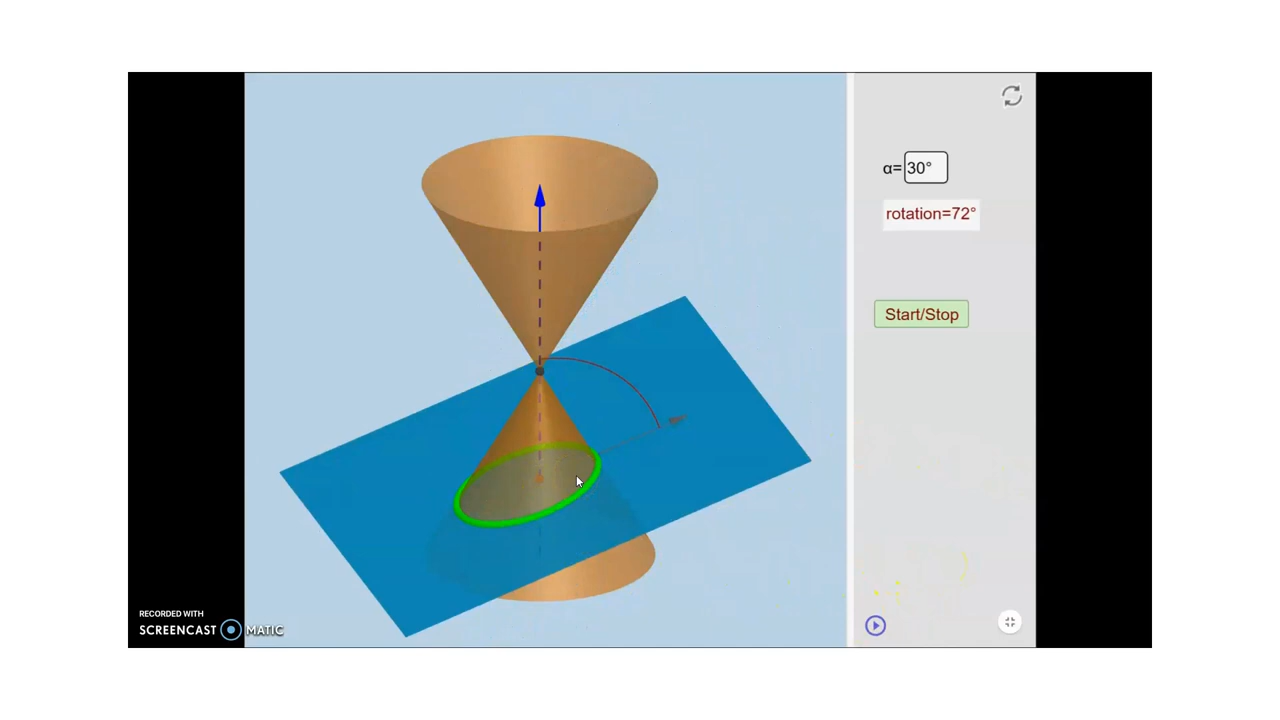 α=30°
rotation=72°
Start/Stop
RECORDED WITH
SCREENCAST MATIC